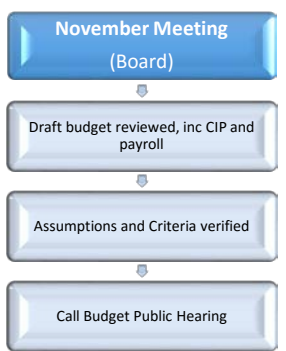 November Meeting
(Board)
Draft budget reviewed, inc CIP and
payroll
Assumptions and Criteria verified
Call Budget Public Hearing